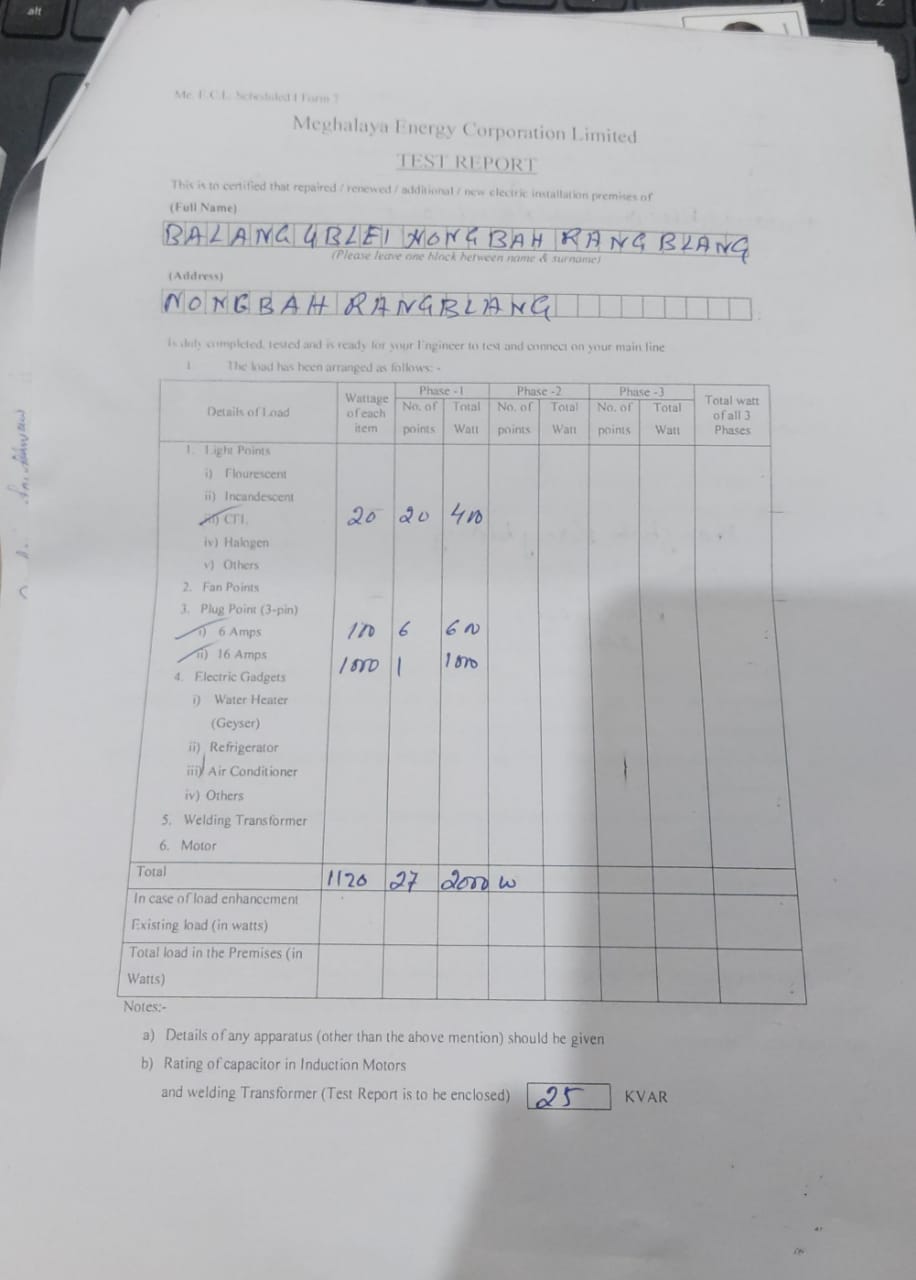 Me. E.C.L. Scheduled I Form 7
Meghalaya Energy Corporation Limited
TEST REPORT
This is to certified that repaired / renewed / additional / new electric installation premises of
(Full Name)
BALANG GBLEI NONGBAH RANGBLANG
(Please leave one block between name & surname)
(Address)
NONGBAH RANGBLANG
Is duly completed, tested and is ready for your Engineer to test and connect on your main line
1. The load has been arranged as follows: -
Details of Load Wattage of each item Phase -1 No. of points Total Watt Phase -2 No. of points Total Watt Phase -3 No. of points Total Watt Total watt of all 3 Phases
1. Light Points
i) Flourescent
ii) Incandescent
iii) CFL 20 20 400
iv) Halogen
v) Others
2. Fan Points
3. Plug Point (3-pin)
i) 6 Amps 100 6 600
ii) 16 Amps 1000 1 1000
4. Electric Gadgets
i) Water Heater
(Geyser)
ii) Refrigerator
iii) Air Conditioner
iv) Others
5. Welding Transformer
6. Motor
Total 1120 27 2000 W
In case of load enhancement
Existing load (in watts)
Total load in the Premises (in
Watts)
Notes:-
a) Details of any apparatus (other than the above mention) should be given
b) Rating of capacitor in Induction Motors
and welding Transformer (Test Report is to be enclosed) 25 KVAR
alt